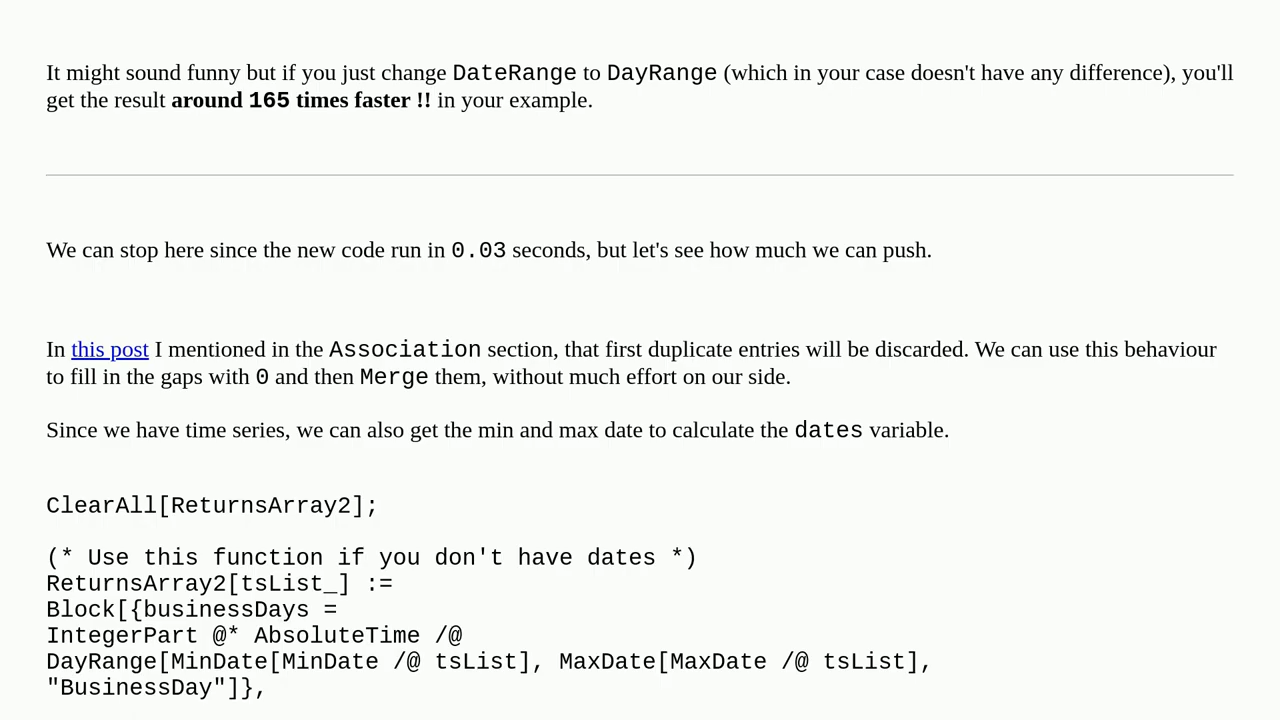 It might sound funny but if you just change DateRange to DayRange (which in your case doesn't have any difference), you'll
get the result around 165 times faster !! in your example.
We can stop here since the new code run in 0.03 seconds, but let's see how much we can push.
In this post I mentioned in the Association section, that first duplicate entries will be discarded. We can use this behaviour
to fill in the gaps with 0 and then Merge them, without much effort on our side.
Since we have time series, we can also get the min and max date to calculate the dates variable.
ClearAll[ReturnsArray2];
(* Use this function if you don't have dates *)
ReturnsArray2[tsList_] :=
Block[{businessDays =
IntegerPart @* AbsoluteTime /@
DayRange[MinDate[MinDate /@ tsList], MaxDate[MaxDate /@ tsList],
"BusinessDay"]},